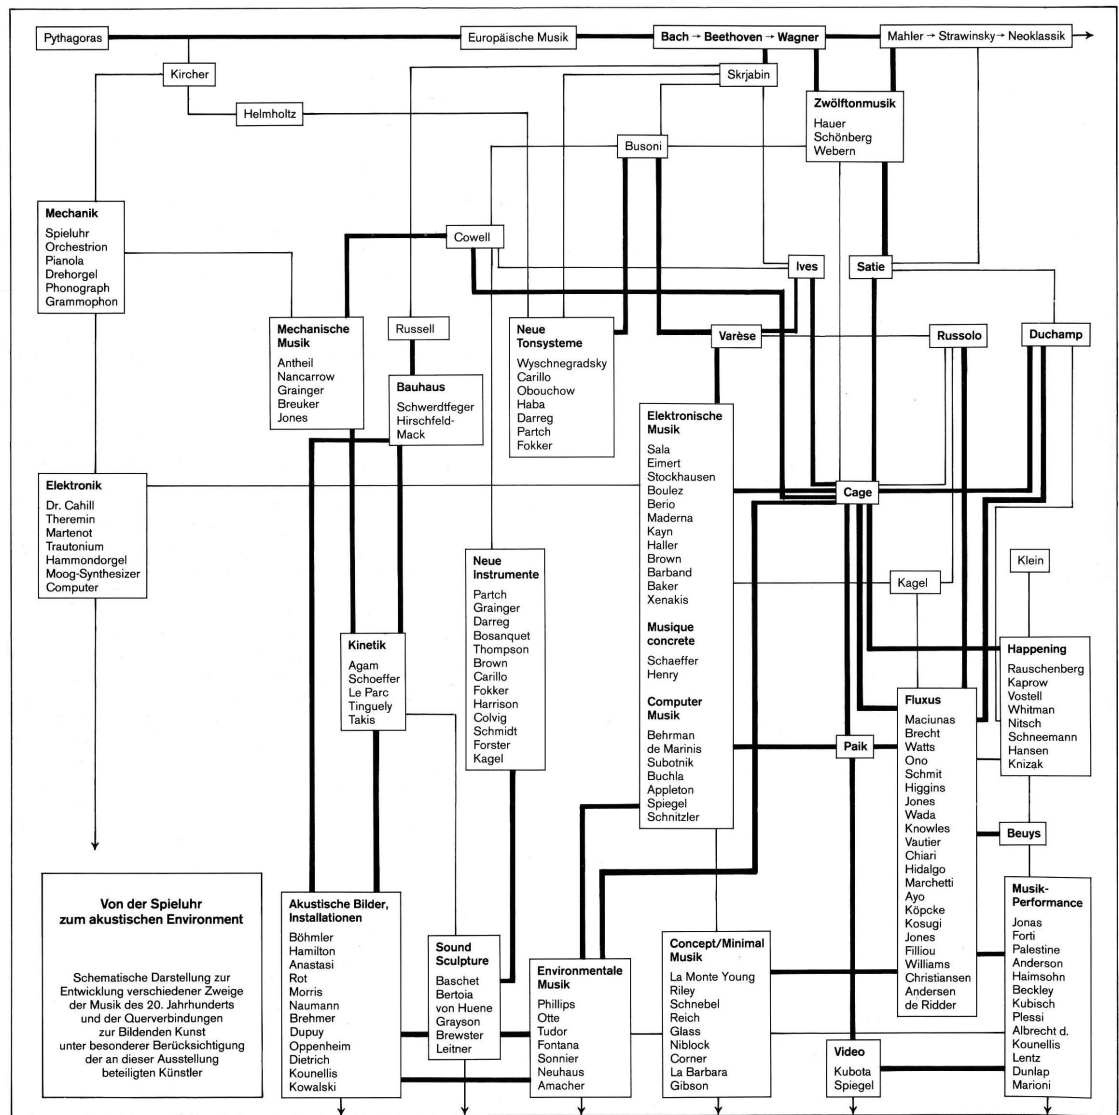 Pythagoras
Europäische Musik
Bach → Beethoven → Wagner
Mahler → Strawinsky → Neoklassik
Kircher
Skrjabin
Helmholtz
Zwölftonmusik
Hauer
Schönberg
Webern
Busoni
Mechanik
Spieluhr
Orchestrion
Pianola
Drehorgel
Phonograph
Grammophon
Cowell
Ives
Satie
Mechanische
Musik
Antheil
Nancarrow
Grainger
Breuker
Jones
Russell
Neue
Tonsysteme
Wyschnegradsky
Carillo
Obouchow
Haba
Darreg
Partch
Fokker
Varèse
Russolo
Duchamp
Bauhaus
Schwerdtfeger
Hirschfeld-
Mack
Elektronische
Musik
Sala
Eimert
Stockhausen
Boulez
Berio
Maderna
Kayn
Haller
Brown
Barband
Baker
Xenakis
Musique
concrete
Schaeffer
Henry
Computer
Musik
Behrman
de Marinis
Subotnik
Buchla
Appleton
Spiegel
Schnitzler
Elektronik
Dr. Cahill
Theremin
Martenot
Trautonium
Hammondorgel
Moog-Synthesizer
Computer
Cage
Neue
Instrumente
Partch
Grainger
Darreg
Bosanquet
Thompson
Brown
Carillo
Fokker
Harrison
Colvig
Schmidt
Forster
Kagel
Kagel
Klein
Kinetik
Agam
Schoeffer
Le Parc
Tinguely
Takis
Happening
Rauschenberg
Kaprow
Vostell
Whitman
Nitsch
Schneemann
Hansen
Knizak
Fluxus
Maciunas
Brecht
Watts
Ono
Schmit
Higgins
Jones
Wada
Knowles
Vautier
Chiari
Hidalgo
Marchetti
Ayo
Köpcke
Kosugi
Jones
Filliou
Williams
Christiansen
Andersen
de Ridder
Paik
Beuys
Von der Spieluhr
zum akustischen Environment
Schematische Darstellung zur
Entwicklung verschiedener Zweige
der Musik des 20. Jahrhunderts
und der Querverbindungen
zur Bildenden Kunst
unter besonderer Berücksichtigung
der an dieser Ausstellung
beteiligten Künstler
Akustische Bilder,
Installationen
Böhmler
Hamilton
Anastasi
Rot
Morris
Naumann
Brehmer
Dupuy
Oppenheim
Dietrich
Kounellis
Kowalski
Sound
Sculpture
Baschet
Bertoia
von Huene
Grayson
Brewster
Leitner
Environmentale
Musik
Phillips
Otte
Tudor
Fontana
Sonnier
Neuhaus
Amacher
Concept/Minimal
Musik
La Monte Young
Riley
Schnebel
Reich
Glass
Niblock
Corner
La Barbara
Gibson
Video
Kubota
Spiegel
Musik-
Performance
Jonas
Forti
Palestine
Anderson
Haimsohn
Beckley
Kubisch
Plessi
Albrecht d.
Kounellis
Lentz
Dunlap
Marioni